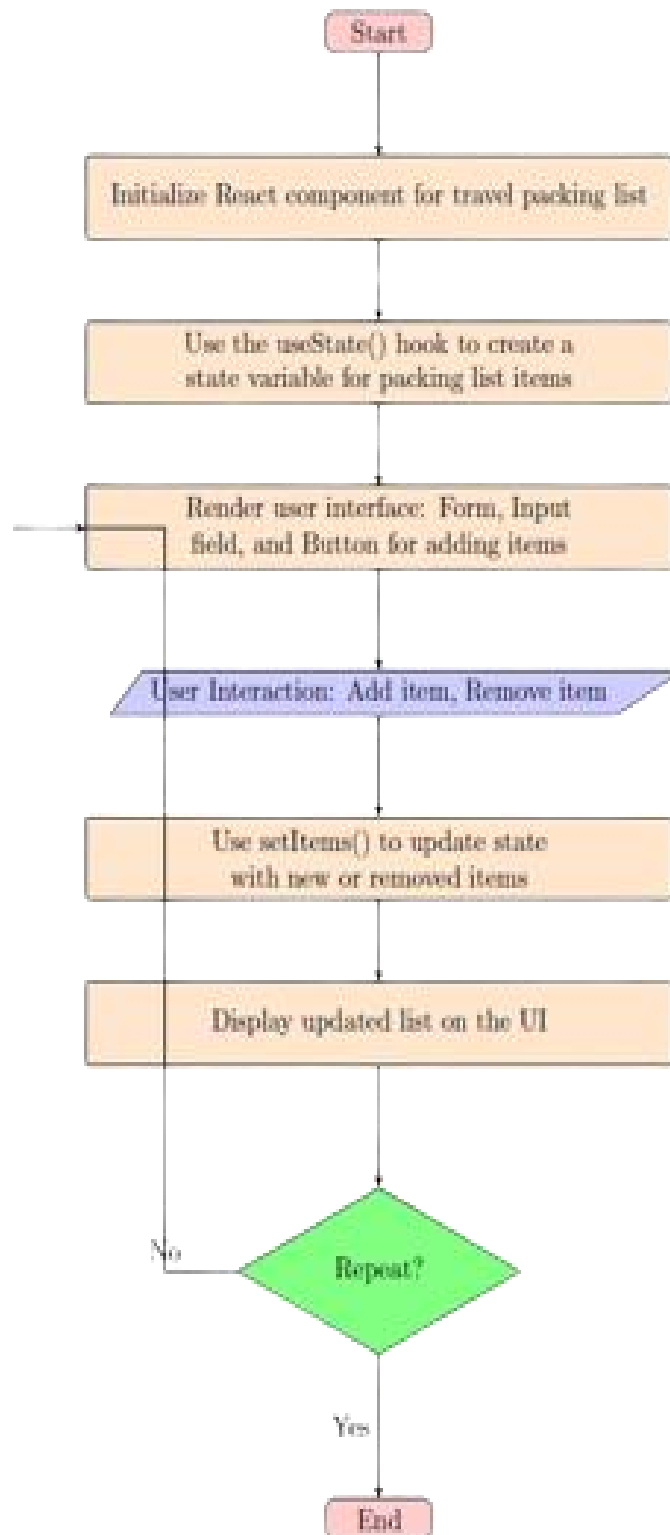 Start
Initialize React component for travel packing list
Use the useState() hook to create a
state variable for packing list items
Render user interface: Form, Input
field, and Button for adding items
User Interaction: Add item, Remove item
Use setItems() to update state
with new or removed items
Display updated list on the UI
No
Repeat?
Yes
End